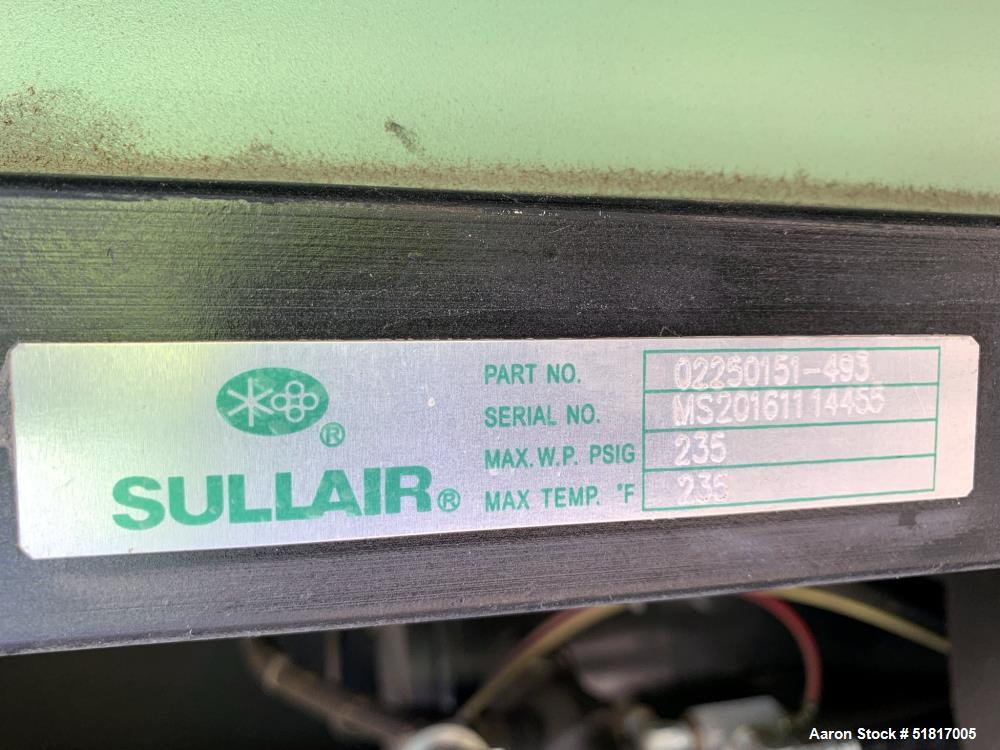 SULLAIR®
PART NO. 02250151-493
SERIAL NO. MS20161114455
MAX. W.P. PSIG 235
MAX TEMP. °F 235
Aaron Stock # 51817005